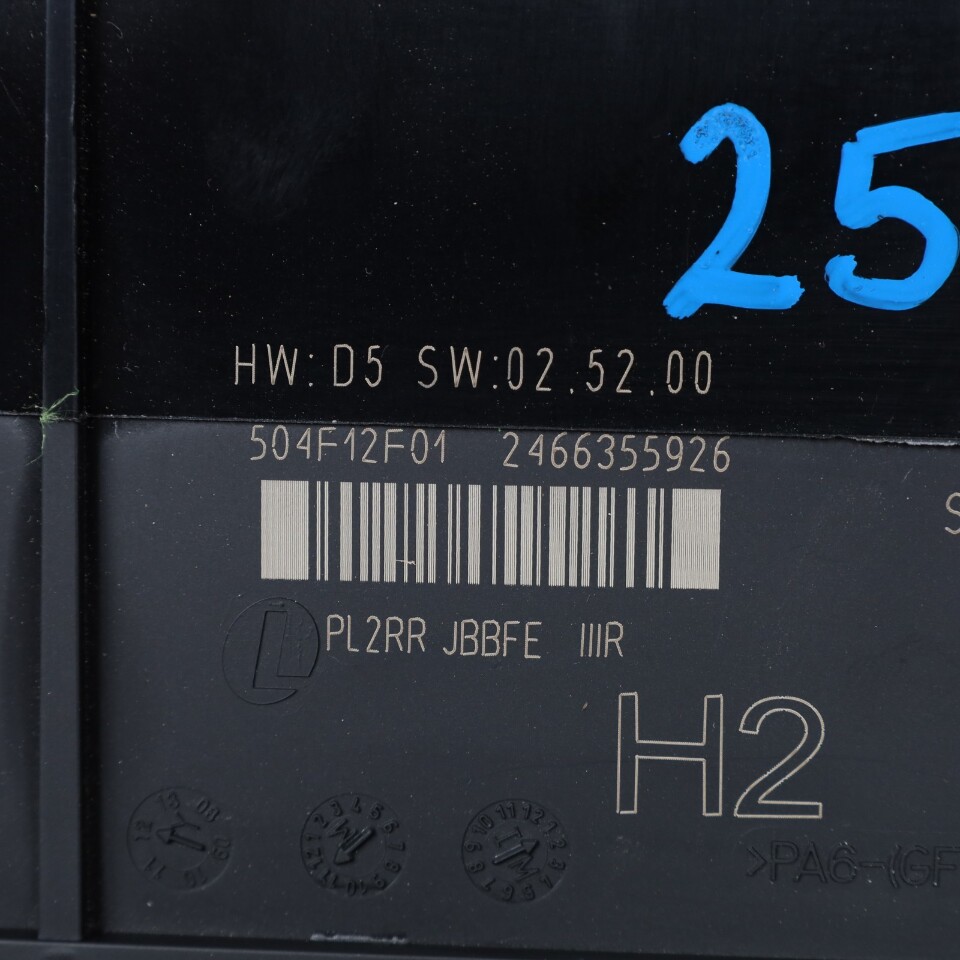 25
HW: D5 SW:02.52.00
504F12F01 2466355926
S
PL2RR JBBFE IIIR
H2
>PA6-(GF